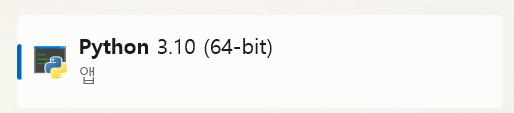 Python 3.10 (64-bit)
앱